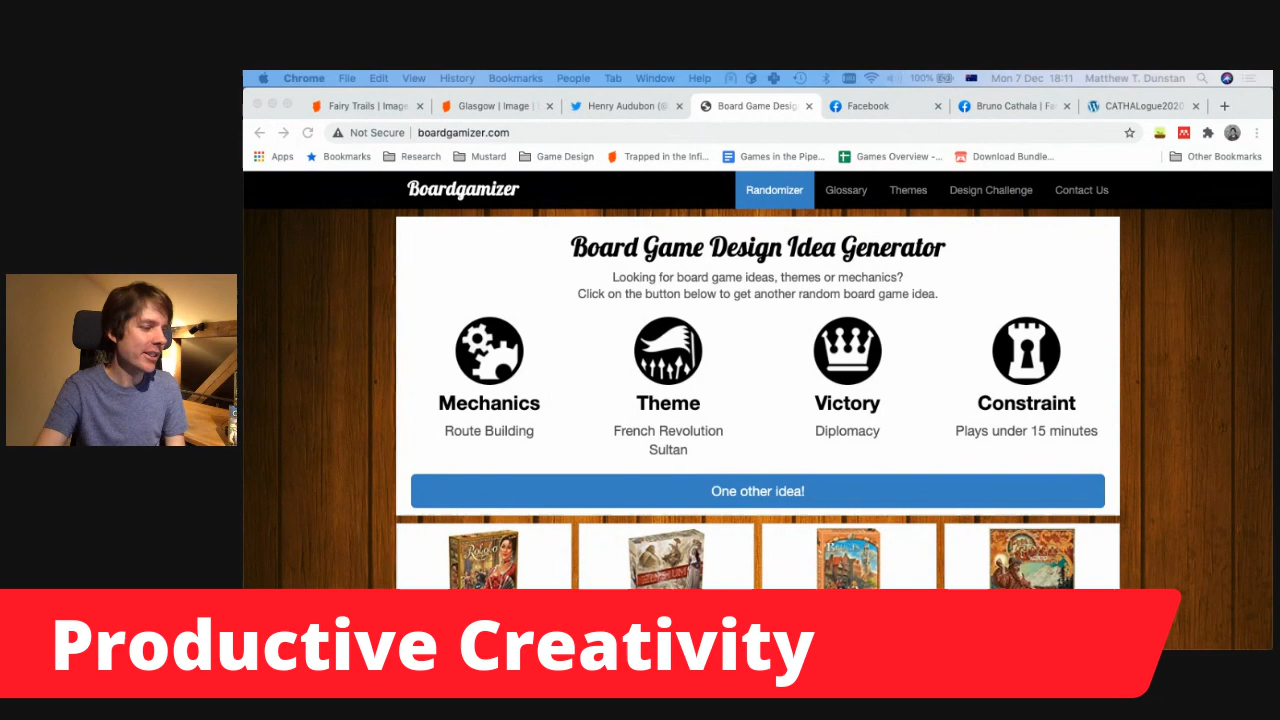 Chrome File Edit View History Bookmarks People Tab Window Help 100% Mon 7 Dec 18:11 Matthew T. Dunstan
Fairy Trails | Image Glasgow | Image | Henry Audubon (@ Board Game Desig Facebook Bruno Cathala | Fa CATHALogue2020
Not Secure boardgamizer.com
Apps Bookmarks Research Mustard Game Design Trapped in the Infi... Games in the Pipe... Games Overview -... Download Bundle... Other Bookmarks
Boardgamizer Randomizer Glossary Themes Design Challenge Contact Us
Board Game Design Idea Generator
Looking for board game ideas, themes or mechanics?
Click on the button below to get another random board game idea.
Mechanics Theme Victory Constraint
Route Building French Revolution Diplomacy Plays under 15 minutes
Sultan
One other idea!
Productive Creativity